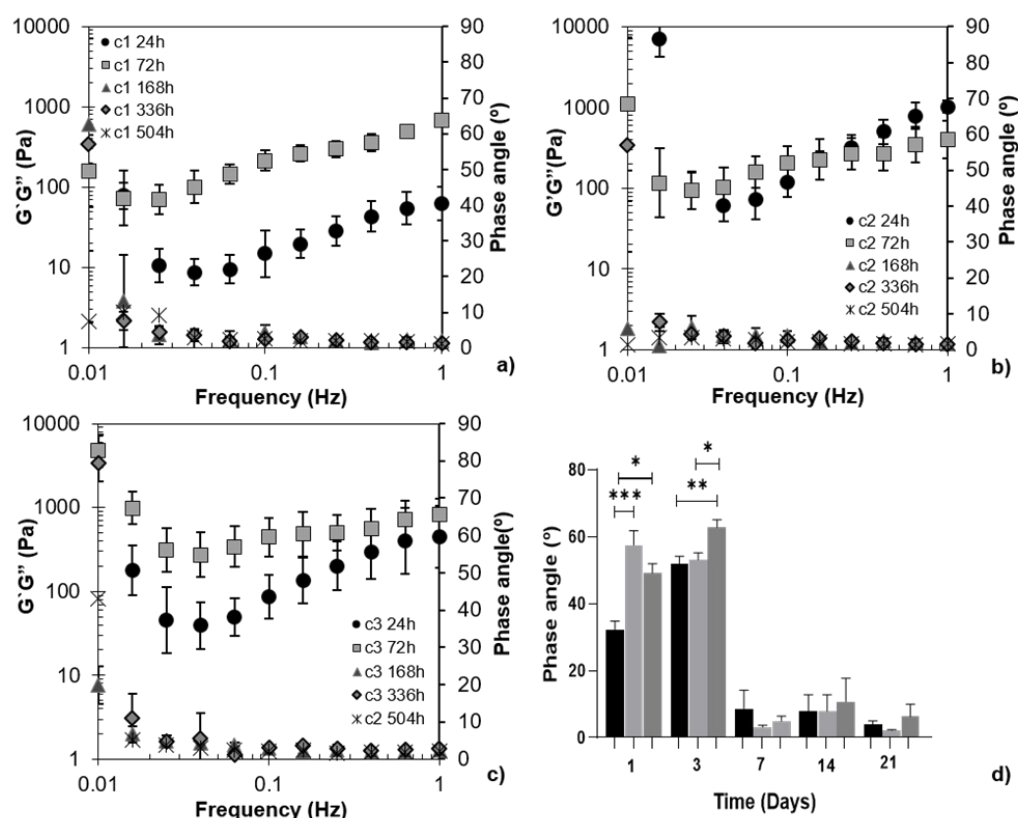 10000
1000
100
10
1
G`G” (Pa)
c1 24h
c1 72h
c1 168h
c1 336h
c1 504h
90
80
70
60
50
40
30
20
10
0
Phase angle (º)
0.01
0.1
1
Frequency (Hz)
a)
10000
1000
100
10
1
G’G”(Pa)
c2 24h
c2 72h
c2 168h
c2 336h
c2 504h
90
80
70
60
50
40
30
20
10
0
Phase angle (º)
0.01
0.1
1
Frequency (Hz)
b)
10000
1000
100
10
1
G`G” (Pa)
c3 24h
c3 72h
c3 168h
c3 336h
c2 504h
90
80
70
60
50
40
30
20
10
0
Phase angle(º)
0.01
0.1
1
Frequency (Hz)
c)
80
60
40
20
0
Phase angle (°)
***
*
**
*
1
3
7
14
21
Time (Days)
d)